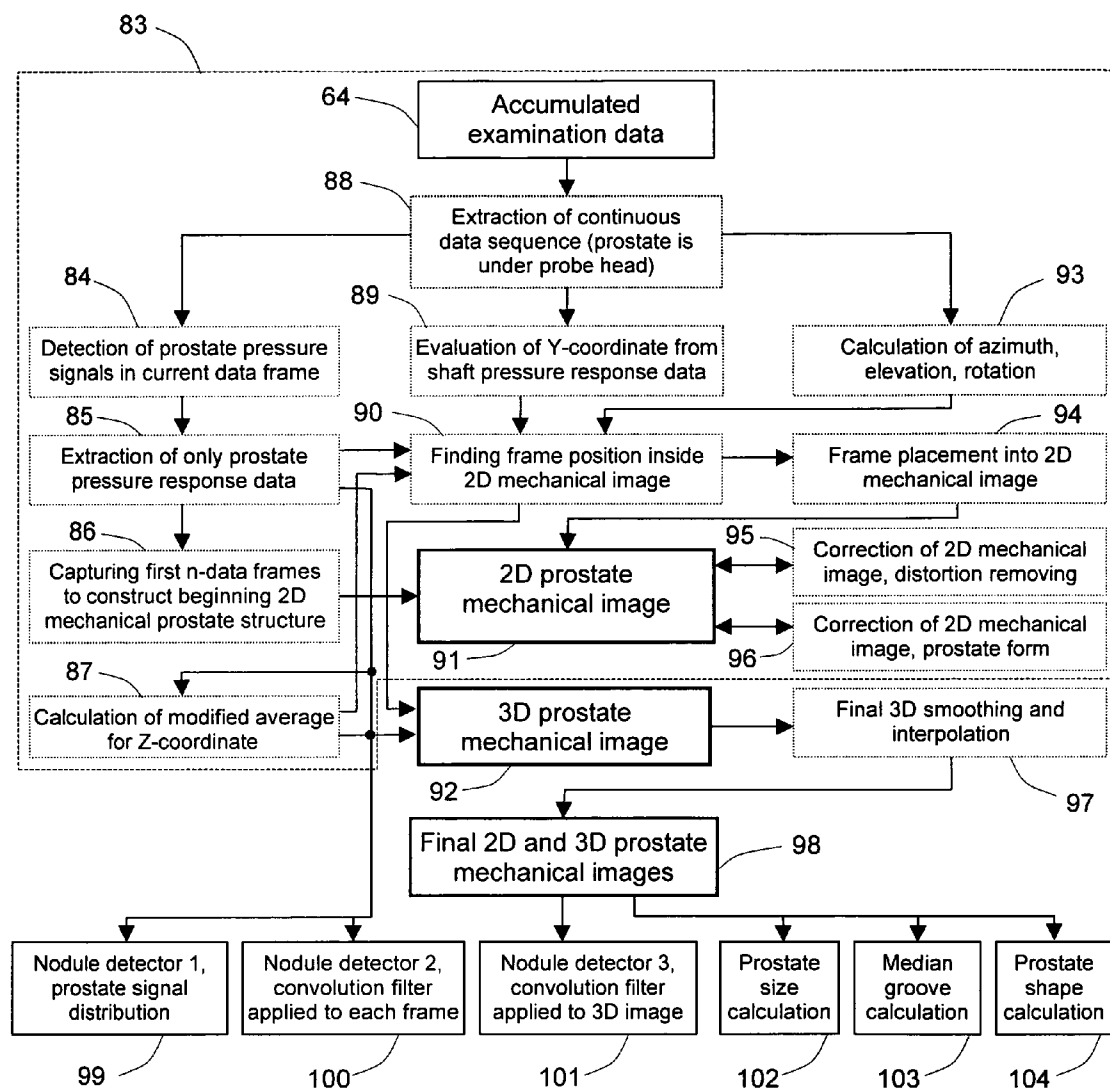 83
64
Accumulated
examination data
88
Extraction of continuous
data sequence (prostate is
under probe head)
84
Detection of prostate pressure
signals in current data frame
89
Evaluation of Y-coordinate from
shaft pressure response data
93
Calculation of azimuth,
elevation, rotation
85
Extraction of only prostate
pressure response data
90
Finding frame position inside
2D mechanical image
94
Frame placement into 2D
mechanical image
86
Capturing first n-data frames
to construct beginning 2D
mechanical prostate structure
2D prostate
mechanical image
91
95
Correction of 2D mechanical
image, distortion removing
Correction of 2D mechanical
image, prostate form
96
87
Calculation of modified average
for Z-coordinate
3D prostate
mechanical image
92
Final 3D smoothing and
interpolation
97
Final 2D and 3D prostate
mechanical images
98
Nodule detector 1,
prostate signal
distribution
99
Nodule detector 2,
convolution filter
applied to each frame
100
Nodule detector 3,
convolution filter
applied to 3D image
101
Prostate
size
calculation
102
Median
groove
calculation
103
Prostate
shape
calculation
104